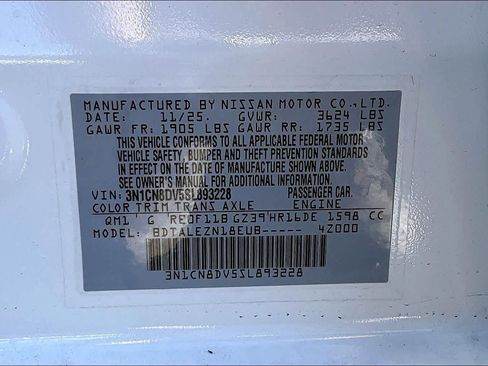 MANUFACTURED BY NISSAN MOTOR CO., LTD.
DATE: 11/25. GVWR: 3624 LBS
GAWR FR: 1905 LBS GAWR RR: 1735 LBS
THIS VEHICLE CONFORMS TO ALL APPLICABLE FEDERAL MOTOR
VEHICLE SAFETY, BUMPER AND THEFT PREVENTION STANDARDS
IN EFFECT ON THE DATE OF MANUFACTURE SHOWN ABOVE.
SEE OWNER'S MANUAL FOR ADDITIONAL INFORMATION.
VIN: 3N1CN8DV5SL893228 PASSENGER CAR.
COLOR TRIM TRANS AXLE ENGINE
QM1' G RE0F11B GZ39'HR16DE 1598 CC
MODEL: BDTALEZN18EUB----- 4Z000
3N1CN8DV5SL893228